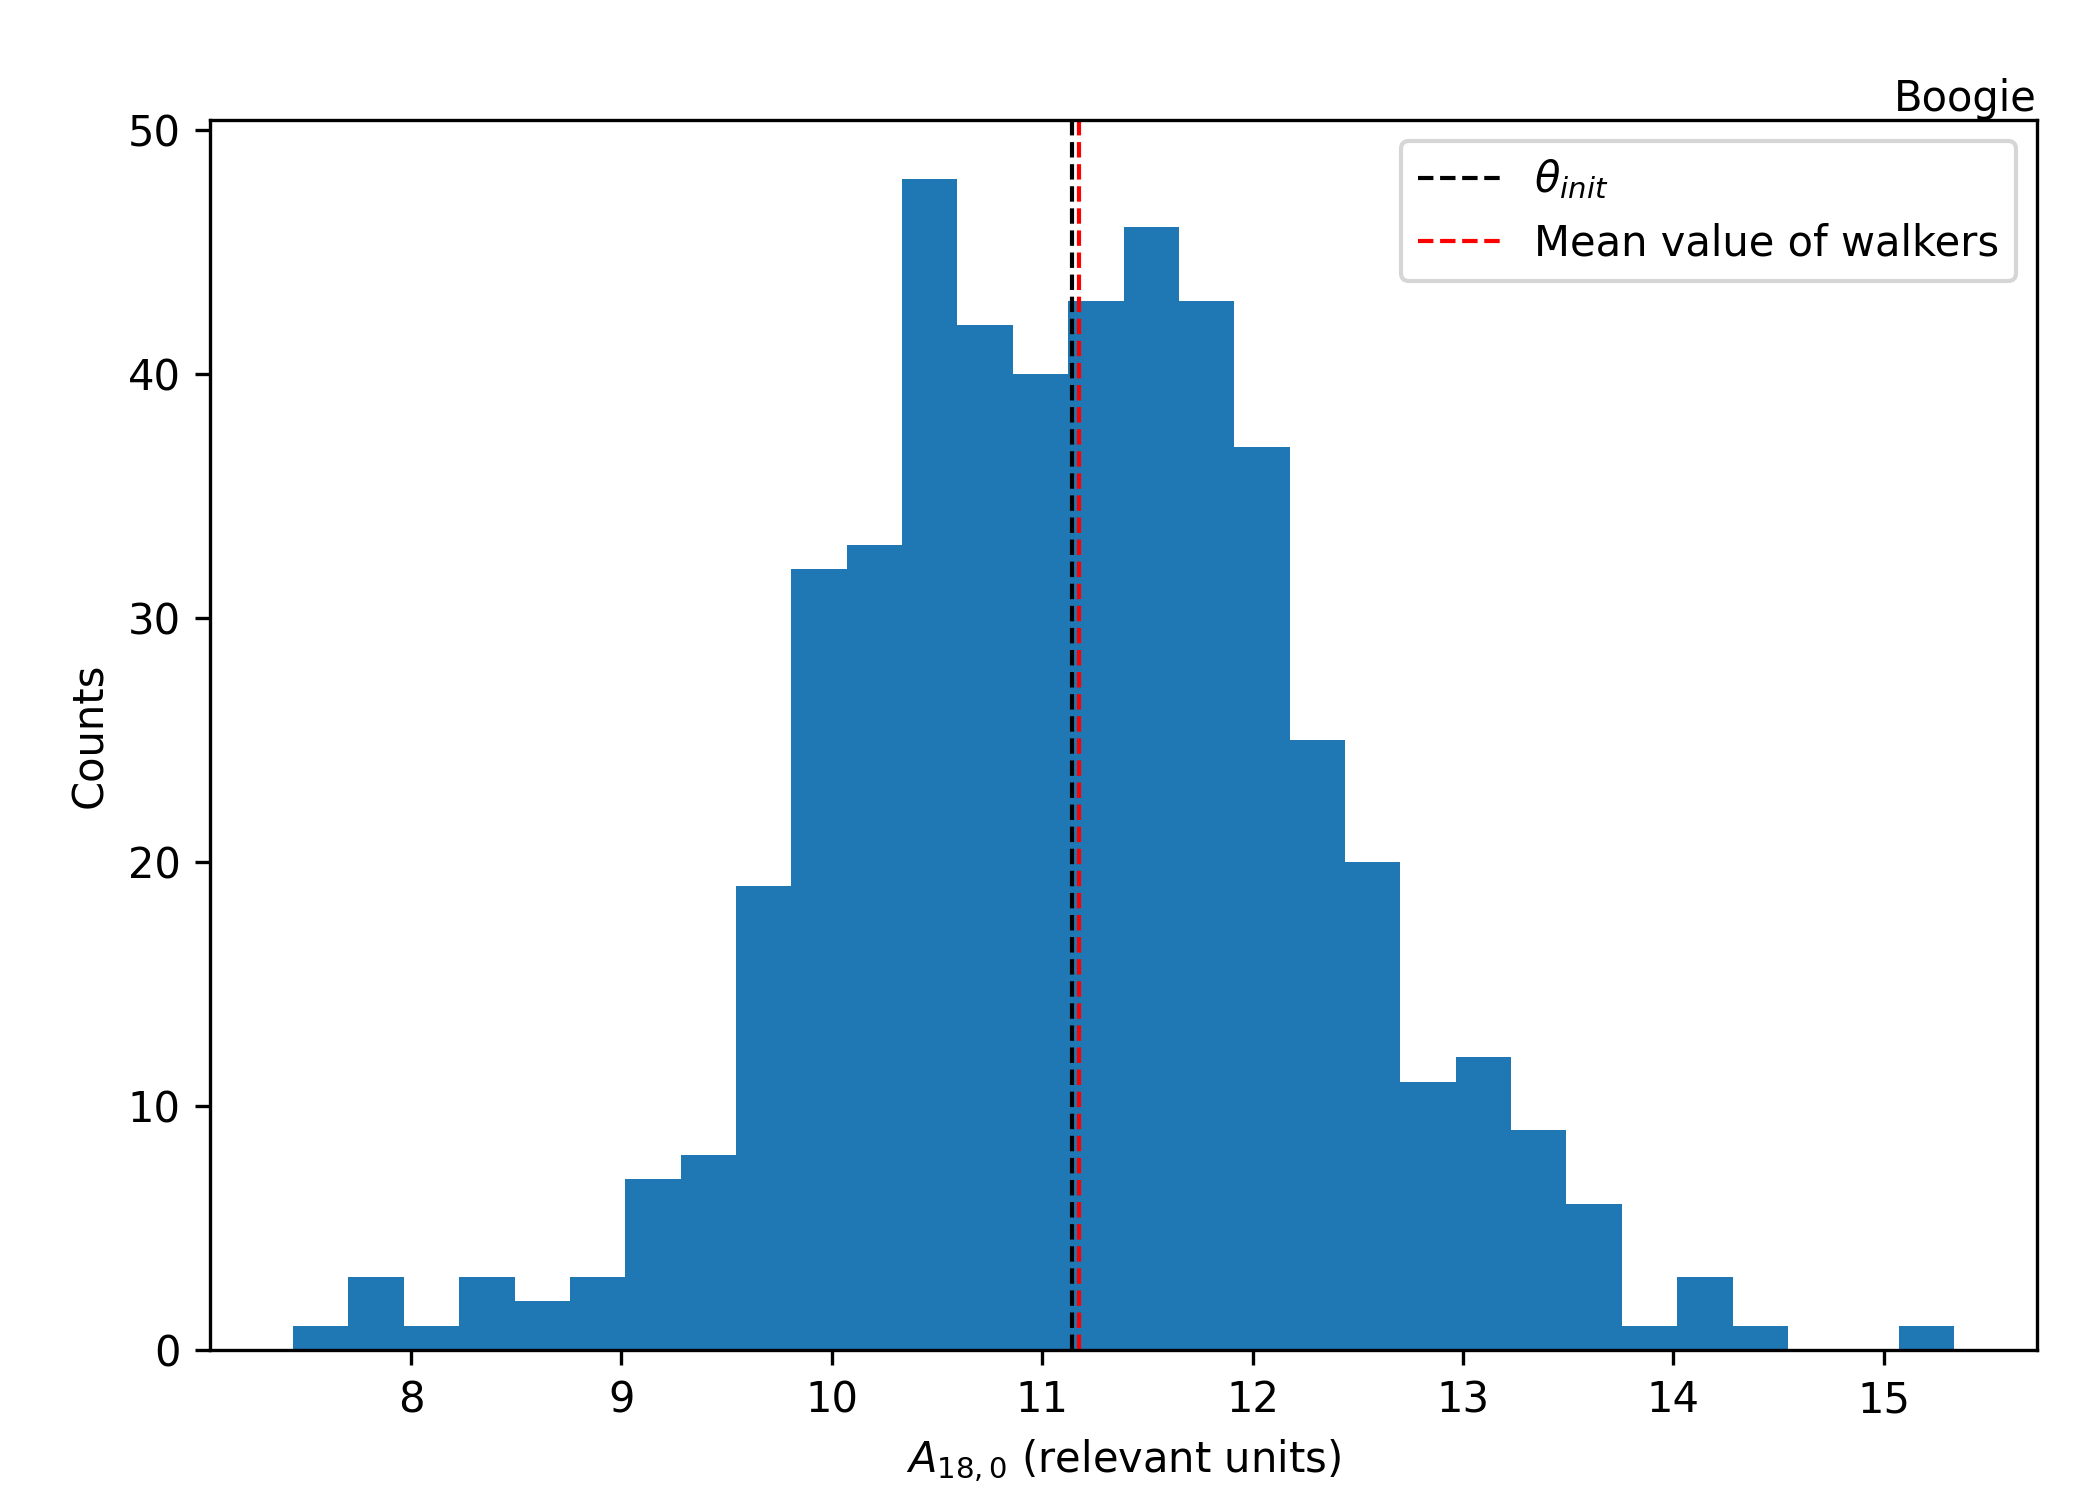 Boogie
50
40
30
20
10
0
Counts
θinit
Mean value of walkers
8 9 10 11 12 13 14 15
A18,0 (relevant units)